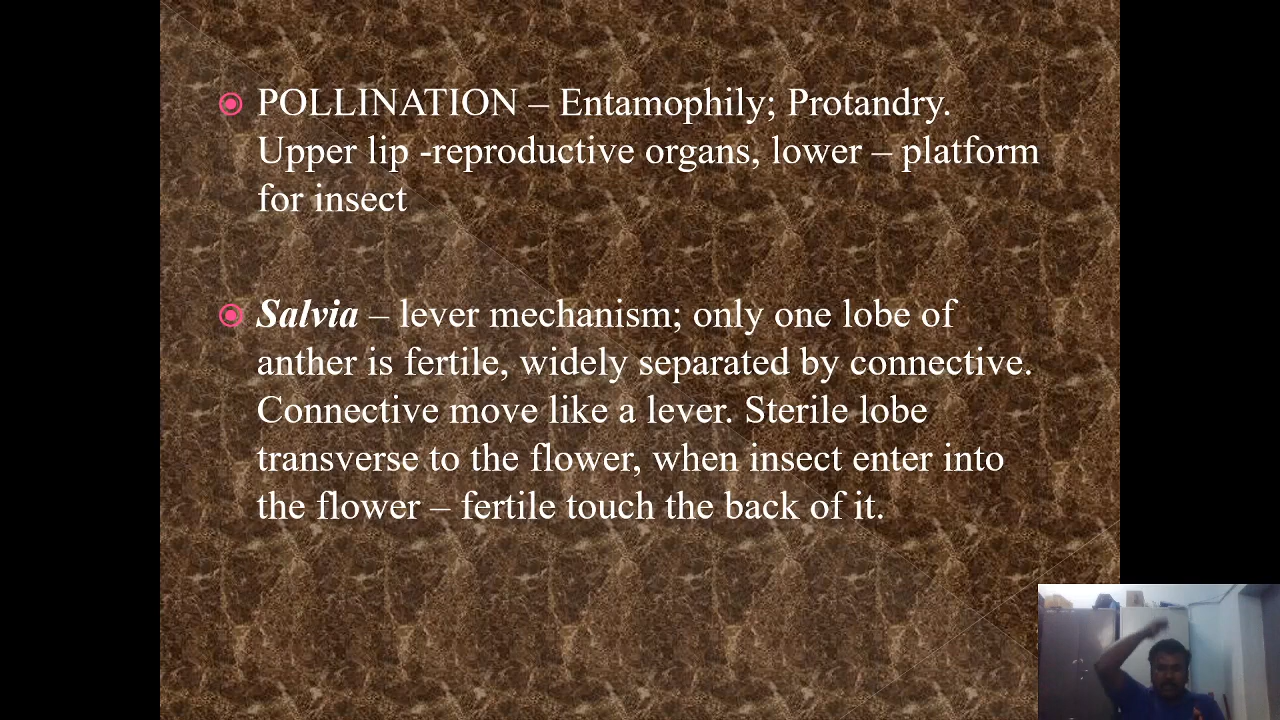 POLLINATION – Entamophily; Protandry.
Upper lip -reproductive organs, lower – platform
for insect
Salvia – lever mechanism; only one lobe of
anther is fertile, widely separated by connective.
Connective move like a lever. Sterile lobe
transverse to the flower, when insect enter into
the flower – fertile touch the back of it.